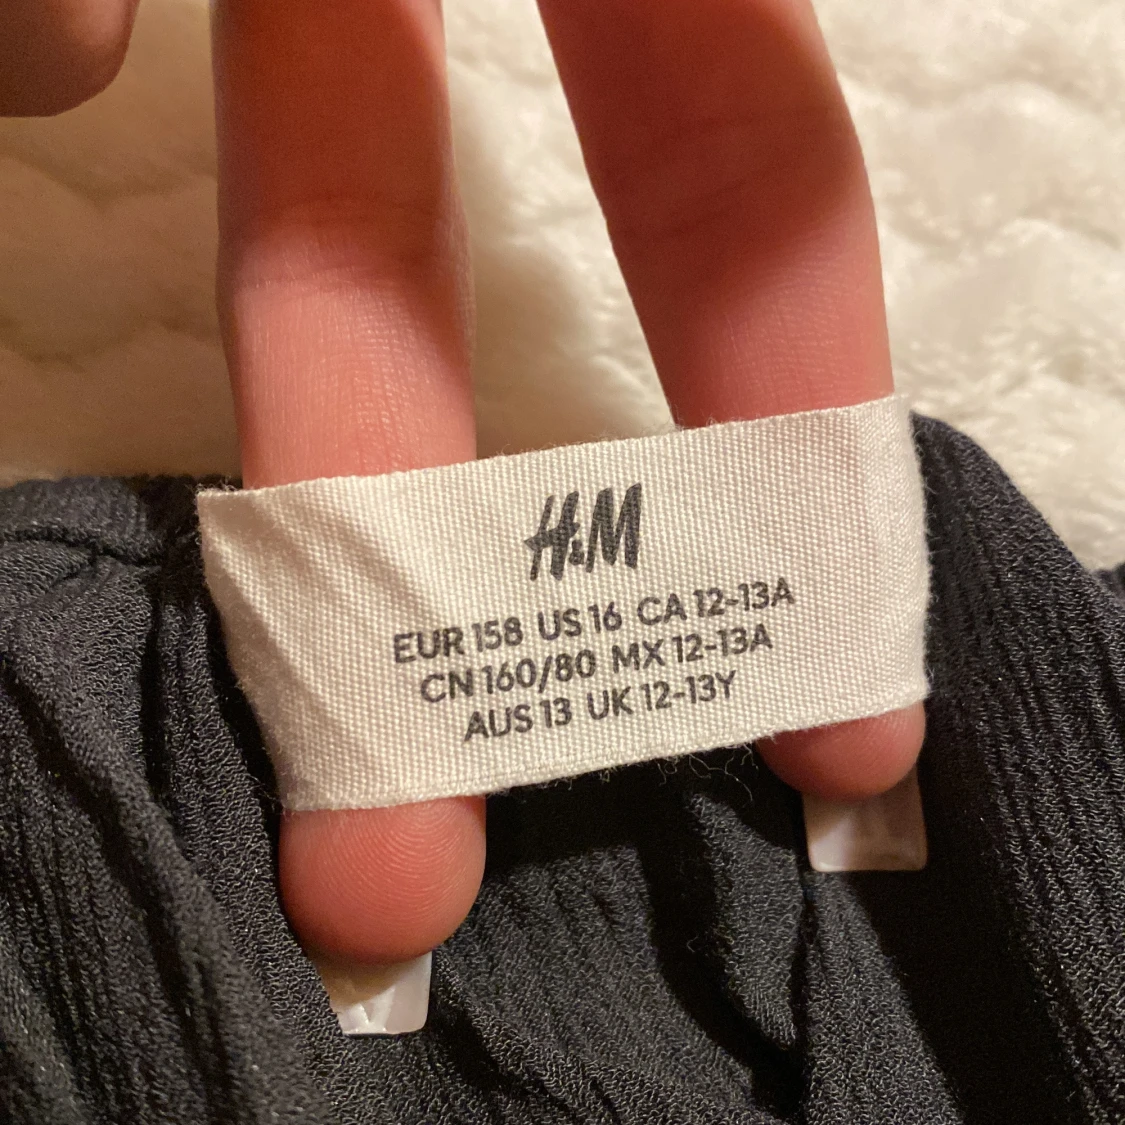 H&M
EUR 158 US 16 CA 12-13A
CN 160/80 MX 12-13A
AUS 13 UK 12-13Y